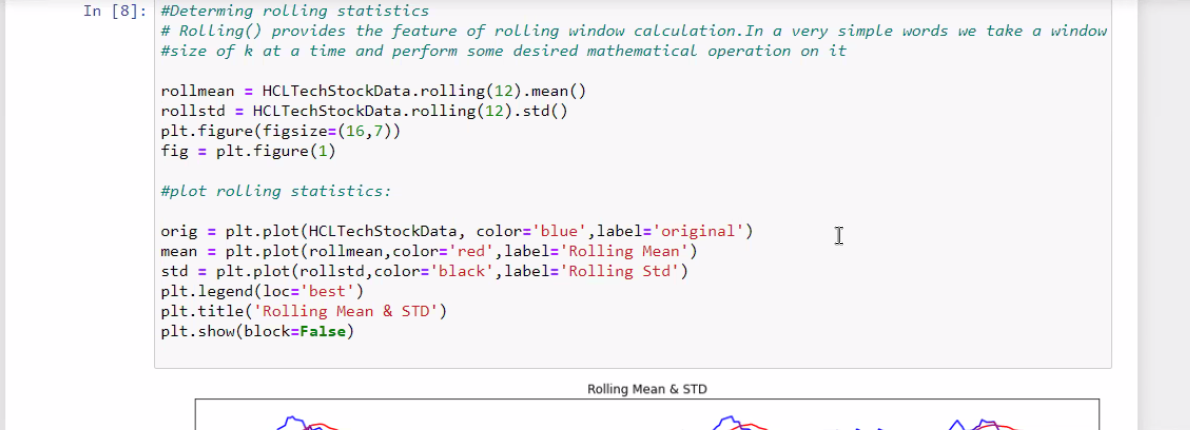 In [8]: #Determing rolling statistics
# Rolling() provides the feature of rolling window calculation.In a very simple words we take a window
#size of k at a time and perform some desired mathematical operation on it
rollmean = HCLTechStockData.rolling(12).mean()
rollstd = HCLTechStockData.rolling(12).std()
plt.figure(figsize=(16,7))
fig = plt.figure(1)
#plot rolling statistics:
orig = plt.plot(HCLTechStockData, color='blue',label='original')
mean = plt.plot(rollmean,color='red',label='Rolling Mean')
std = plt.plot(rollstd,color='black',label='Rolling Std')
plt.legend(loc='best')
plt.title('Rolling Mean & STD')
plt.show(block=False)
Rolling Mean & STD